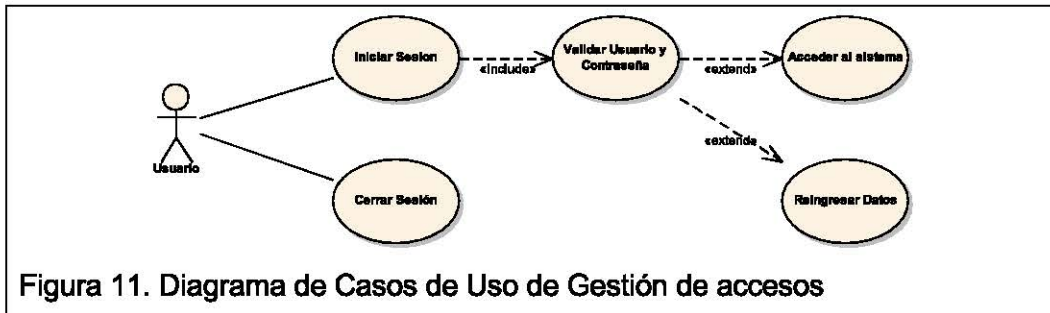 Iniciar Sesion
«include»
Validar Usuario y
Contraseña
«extend»
Acceder al sistema
«extend»
Usuario
Cerrar Sesión
Reingresar Datos
Figura 11. Diagrama de Casos de Uso de Gestión de accesos